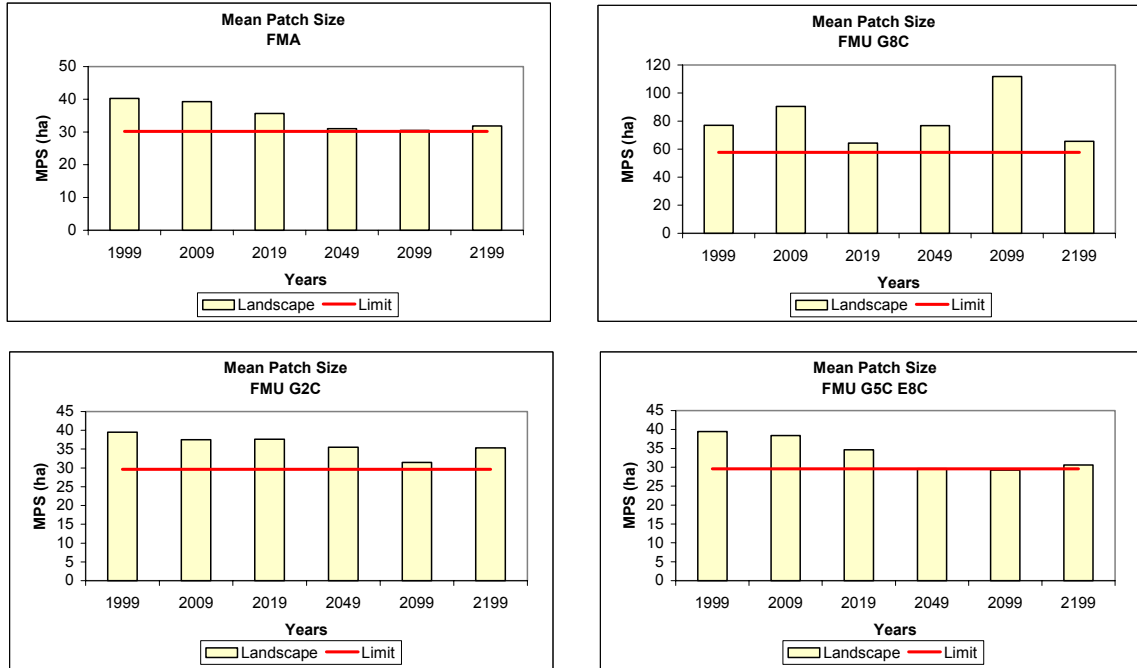 Mean Patch Size
FMA
MPS (ha)
50
40
30
20
10
0
1999 2009 2019 2049 2099 2199
Years
Landscape Limit
Mean Patch Size
FMU G8C
MPS (ha)
120
100
80
60
40
20
0
1999 2009 2019 2049 2099 2199
Years
Landscape Limit
Mean Patch Size
FMU G2C
MPS (ha)
45
40
35
30
25
20
15
10
5
0
1999 2009 2019 2049 2099 2199
Years
Landscape Limit
Mean Patch Size
FMU G5C E8C
MPS (ha)
45
40
35
30
25
20
15
10
5
0
1999 2009 2019 2049 2099 2199
Years
Landscape Limit